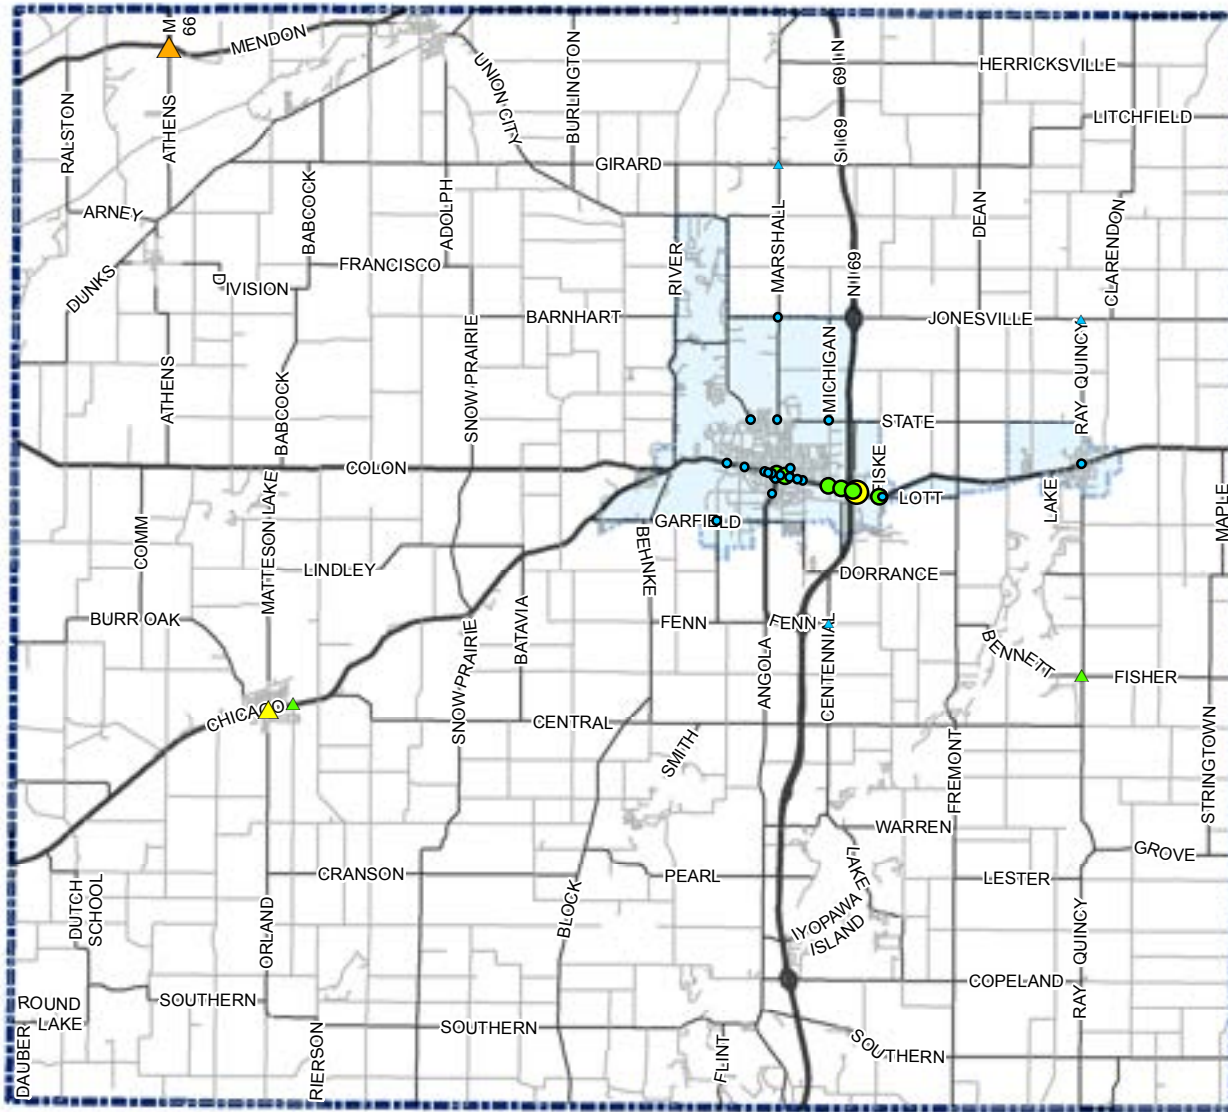 M 66
MENDON
N I 69
HERRICKSVILLE
UNION CITY
BURLINGTON
RALSTON
ATHENS
S I 69
LITCHFIELD
GIRARD
ARNEY
BABCOCK
ADOLPH
MARSHALL
DEAN
CLARENDON
RIVER
FRANCISCO
DUNKS
DIVISION
N I 69
BARNHART
JONESVILLE
SNOW PRAIRIE
MICHIGAN
RAY QUINCY
ATHENS
BABCOCK
STATE
COLON
FISKE
MATTESON LAKE
LOTT
LAKE
MAPLE
GARFIELD
COMM
BEHNKE
LINDLEY
DORRANCE
BURR OAK
BATAVIA
FENN
FENN
SNOW PRAIRIE
ANGOLA
CENTENNIAL
BENNETT
FISHER
CHICAGO
CENTRAL
SMITH
FREMONT
STRINGTOWN
WARREN
GROVE
CRANSON
PEARL
LAKE
LESTER
DUTCH
SCHOOL
ORLAND
BLOCK
IYOPAWA
ISLAND
RAY QUINCY
COPELAND
ROUND
LAKE
SOUTHERN
SOUTHERN
DAUBER
RIERSON
FLINT
SOUTHERN